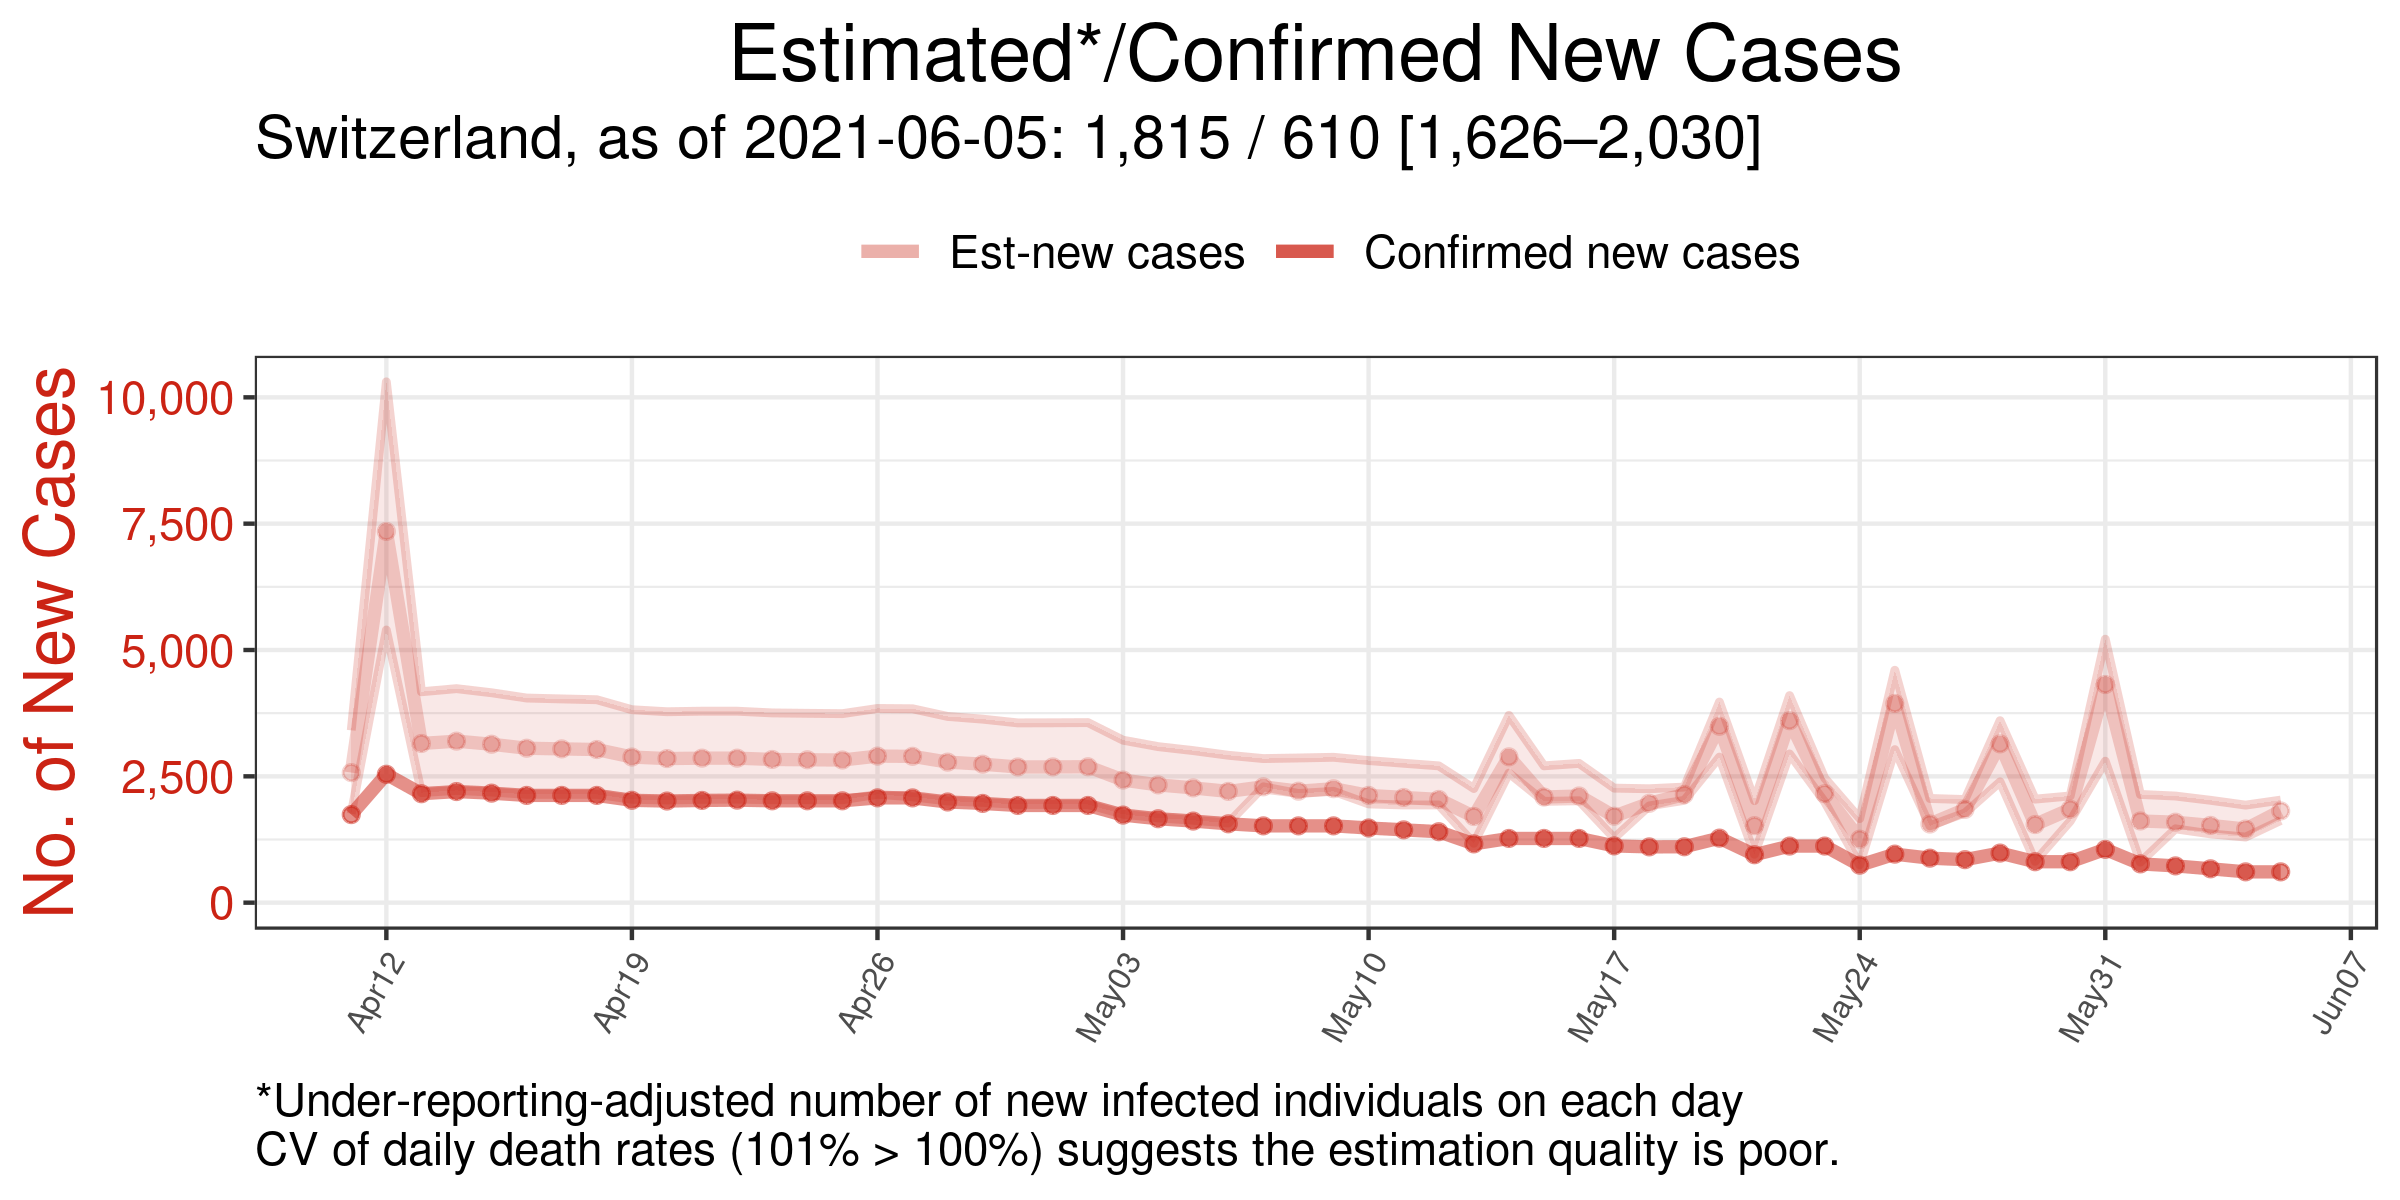 Estimated*/Confirmed New Cases
Switzerland, as of 2021-06-05: 1,815 / 610 [1,626–2,030]
Est-new cases
Confirmed new cases
No. of New Cases
10,000
7,500
5,000
2,500
0
Apr12
Apr19
Apr26
May03
May10
May17
May24
May31
Jun07
*Under-reporting-adjusted number of new infected individuals on each day
CV of daily death rates (101% > 100%) suggests the estimation quality is poor.